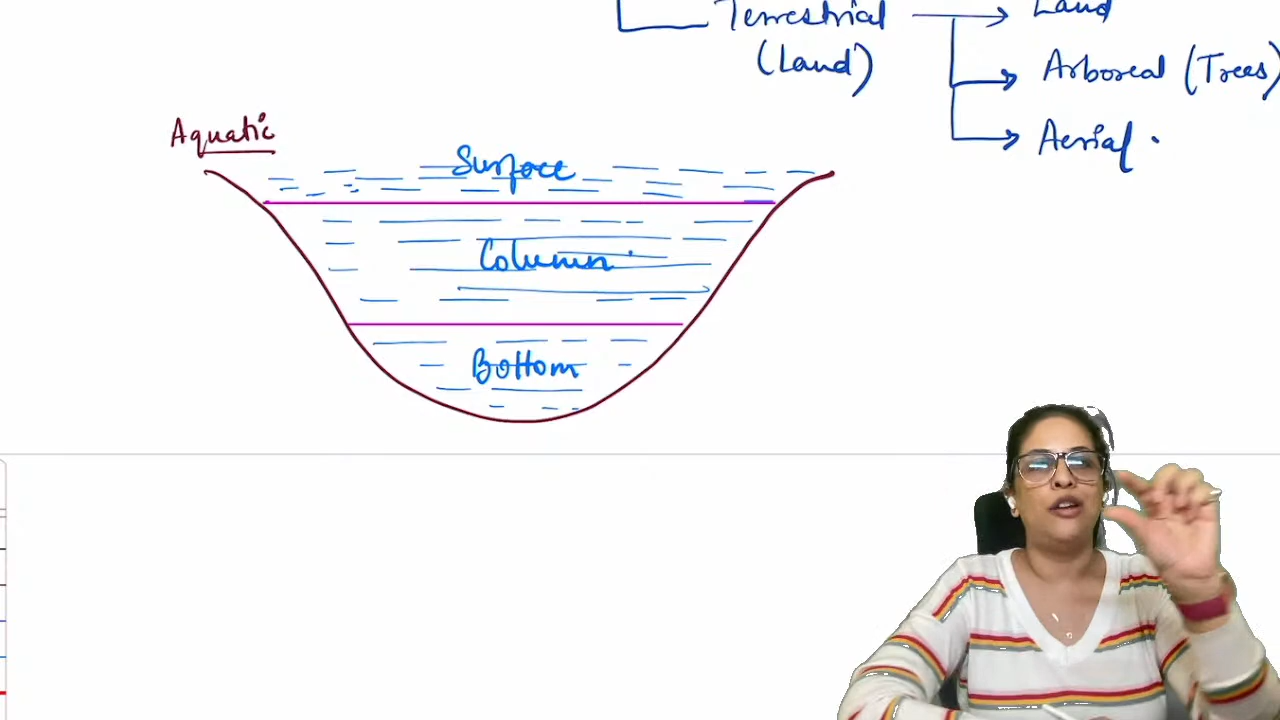 Terrestrial
(Land)
Land
Arboreal (Trees)
Aerial
Aquatic
Surface
Column
Bottom